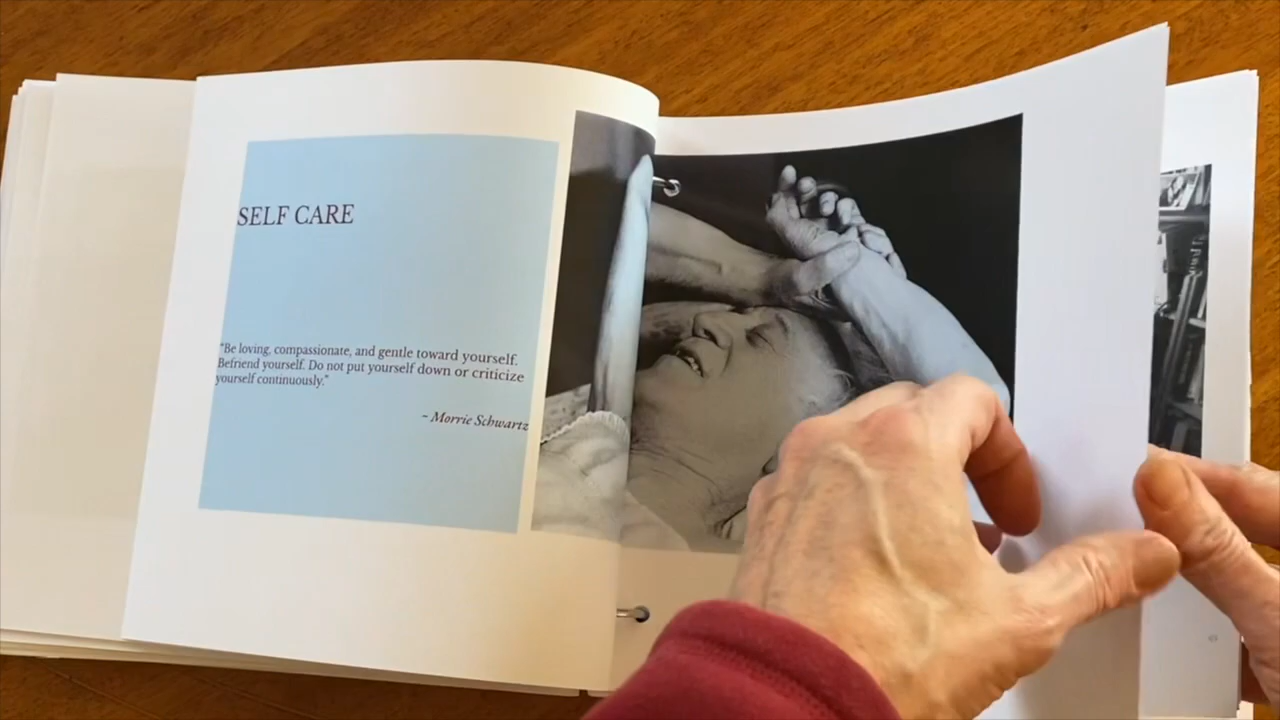 SELF CARE
"Be loving, compassionate, and gentle toward yourself.
Befriend yourself. Do not put yourself down or criticize
yourself continuously."
~ Morrie Schwartz